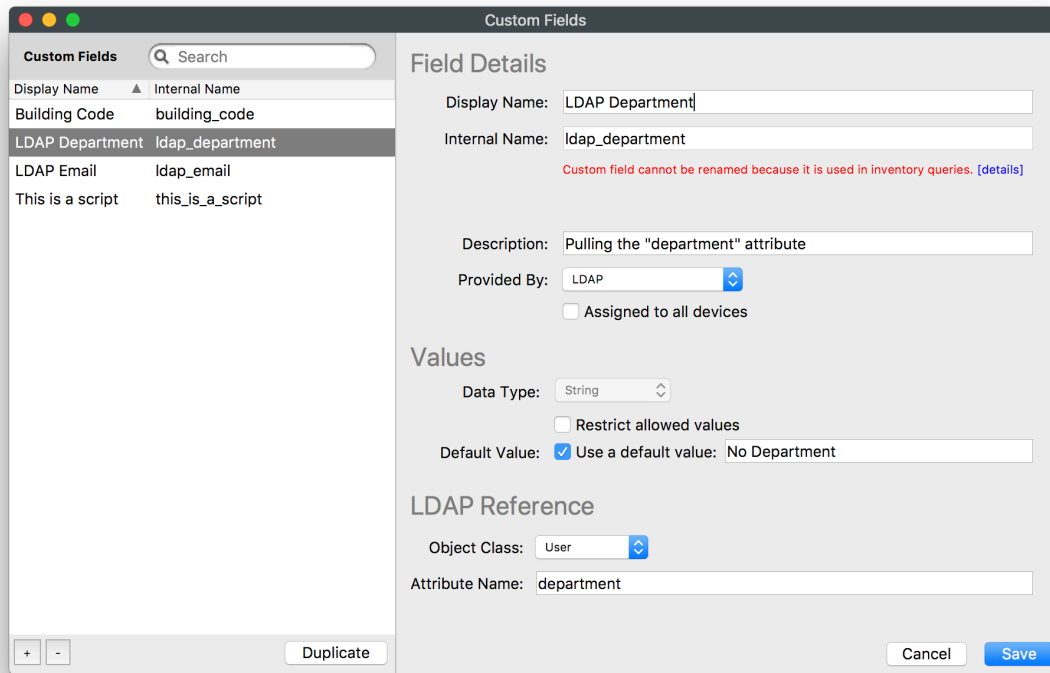 Custom Fields
Custom Fields
Search
Display Name ▲ Internal Name
Building Code building_code
LDAP Department ldap_department
LDAP Email ldap_email
This is a script this_is_a_script
+ - Duplicate
Field Details
Display Name: LDAP Department
Internal Name: ldap_department
Custom field cannot be renamed because it is used in inventory queries. [details]
Description: Pulling the "department" attribute
Provided By: LDAP
Assigned to all devices
Values
Data Type: String
Restrict allowed values
Default Value: Use a default value: No Department
LDAP Reference
Object Class: User
Attribute Name: department
Cancel Save